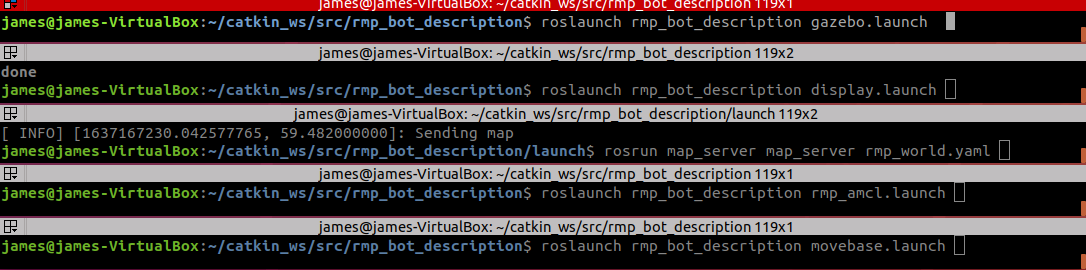 james@james-VirtualBox: ~/catkin_ws/src/rmp_bot_description 119x1
james@james-VirtualBox:~/catkin_ws/src/rmp_bot_description$ roslaunch rmp_bot_description gazebo.launch
james@james-VirtualBox: ~/catkin_ws/src/rmp_bot_description 119x2
done
james@james-VirtualBox:~/catkin_ws/src/rmp_bot_description$ roslaunch rmp_bot_description display.launch
james@james-VirtualBox: ~/catkin_ws/src/rmp_bot_description/launch 119x2
[ INFO] [1637167230.042577765, 59.482000000]: Sending map
james@james-VirtualBox:~/catkin_ws/src/rmp_bot_description/launch$ rosrun map_server map_server rmp_world.yaml
james@james-VirtualBox: ~/catkin_ws/src/rmp_bot_description 119x1
james@james-VirtualBox:~/catkin_ws/src/rmp_bot_description$ roslaunch rmp_bot_description rmp_amcl.launch
james@james-VirtualBox: ~/catkin_ws/src/rmp_bot_description 119x1
james@james-VirtualBox:~/catkin_ws/src/rmp_bot_description$ roslaunch rmp_bot_description movebase.launch